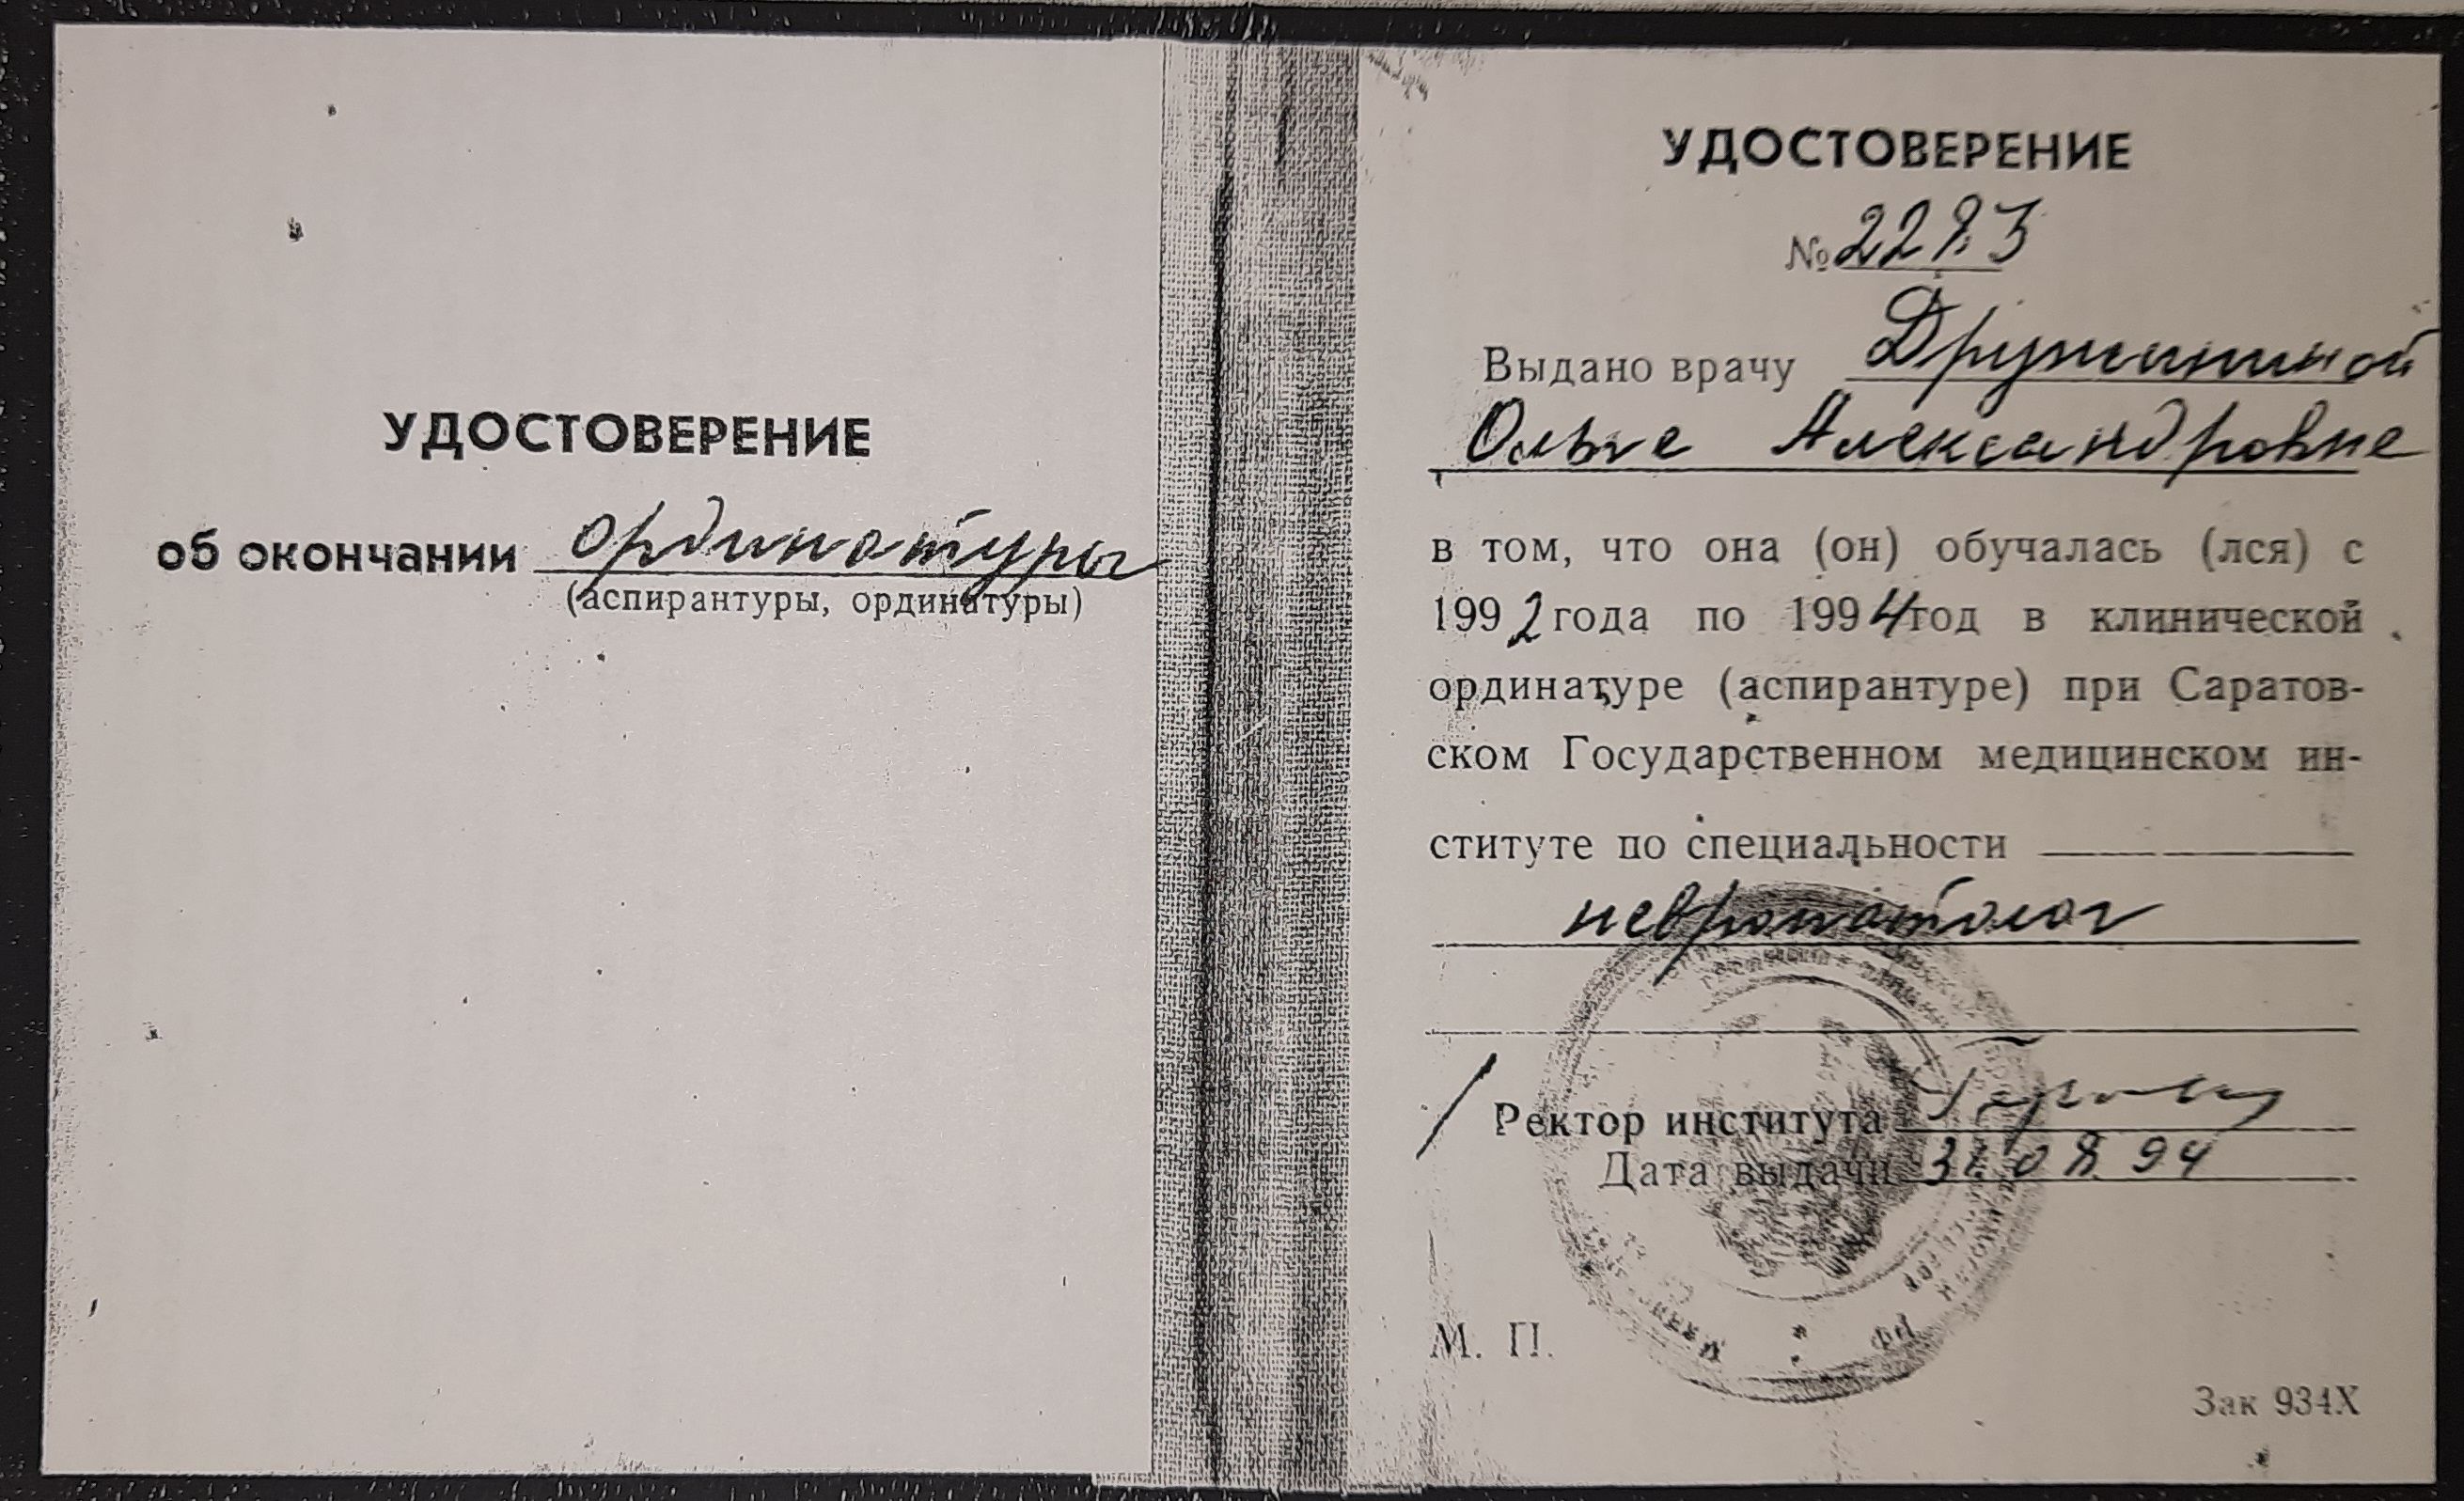 УДОСТОВЕРЕНИЕ
об окончании ординатуры
(аспирантуры, ординатуры)
УДОСТОВЕРЕНИЕ
№ 2283
Выдано врачу Дружининой
Ольге Александровне
в том, что она (он) обучалась (лся) с
1992 года по 1994 год в клинической
ординатуре (аспирантуре) при Саратов-
ском Государственном медицинском ин-
ституте по специальности
невропатолог
Ректор института
Дата выдачи 31 08 94
М. П.
Зак 934Х